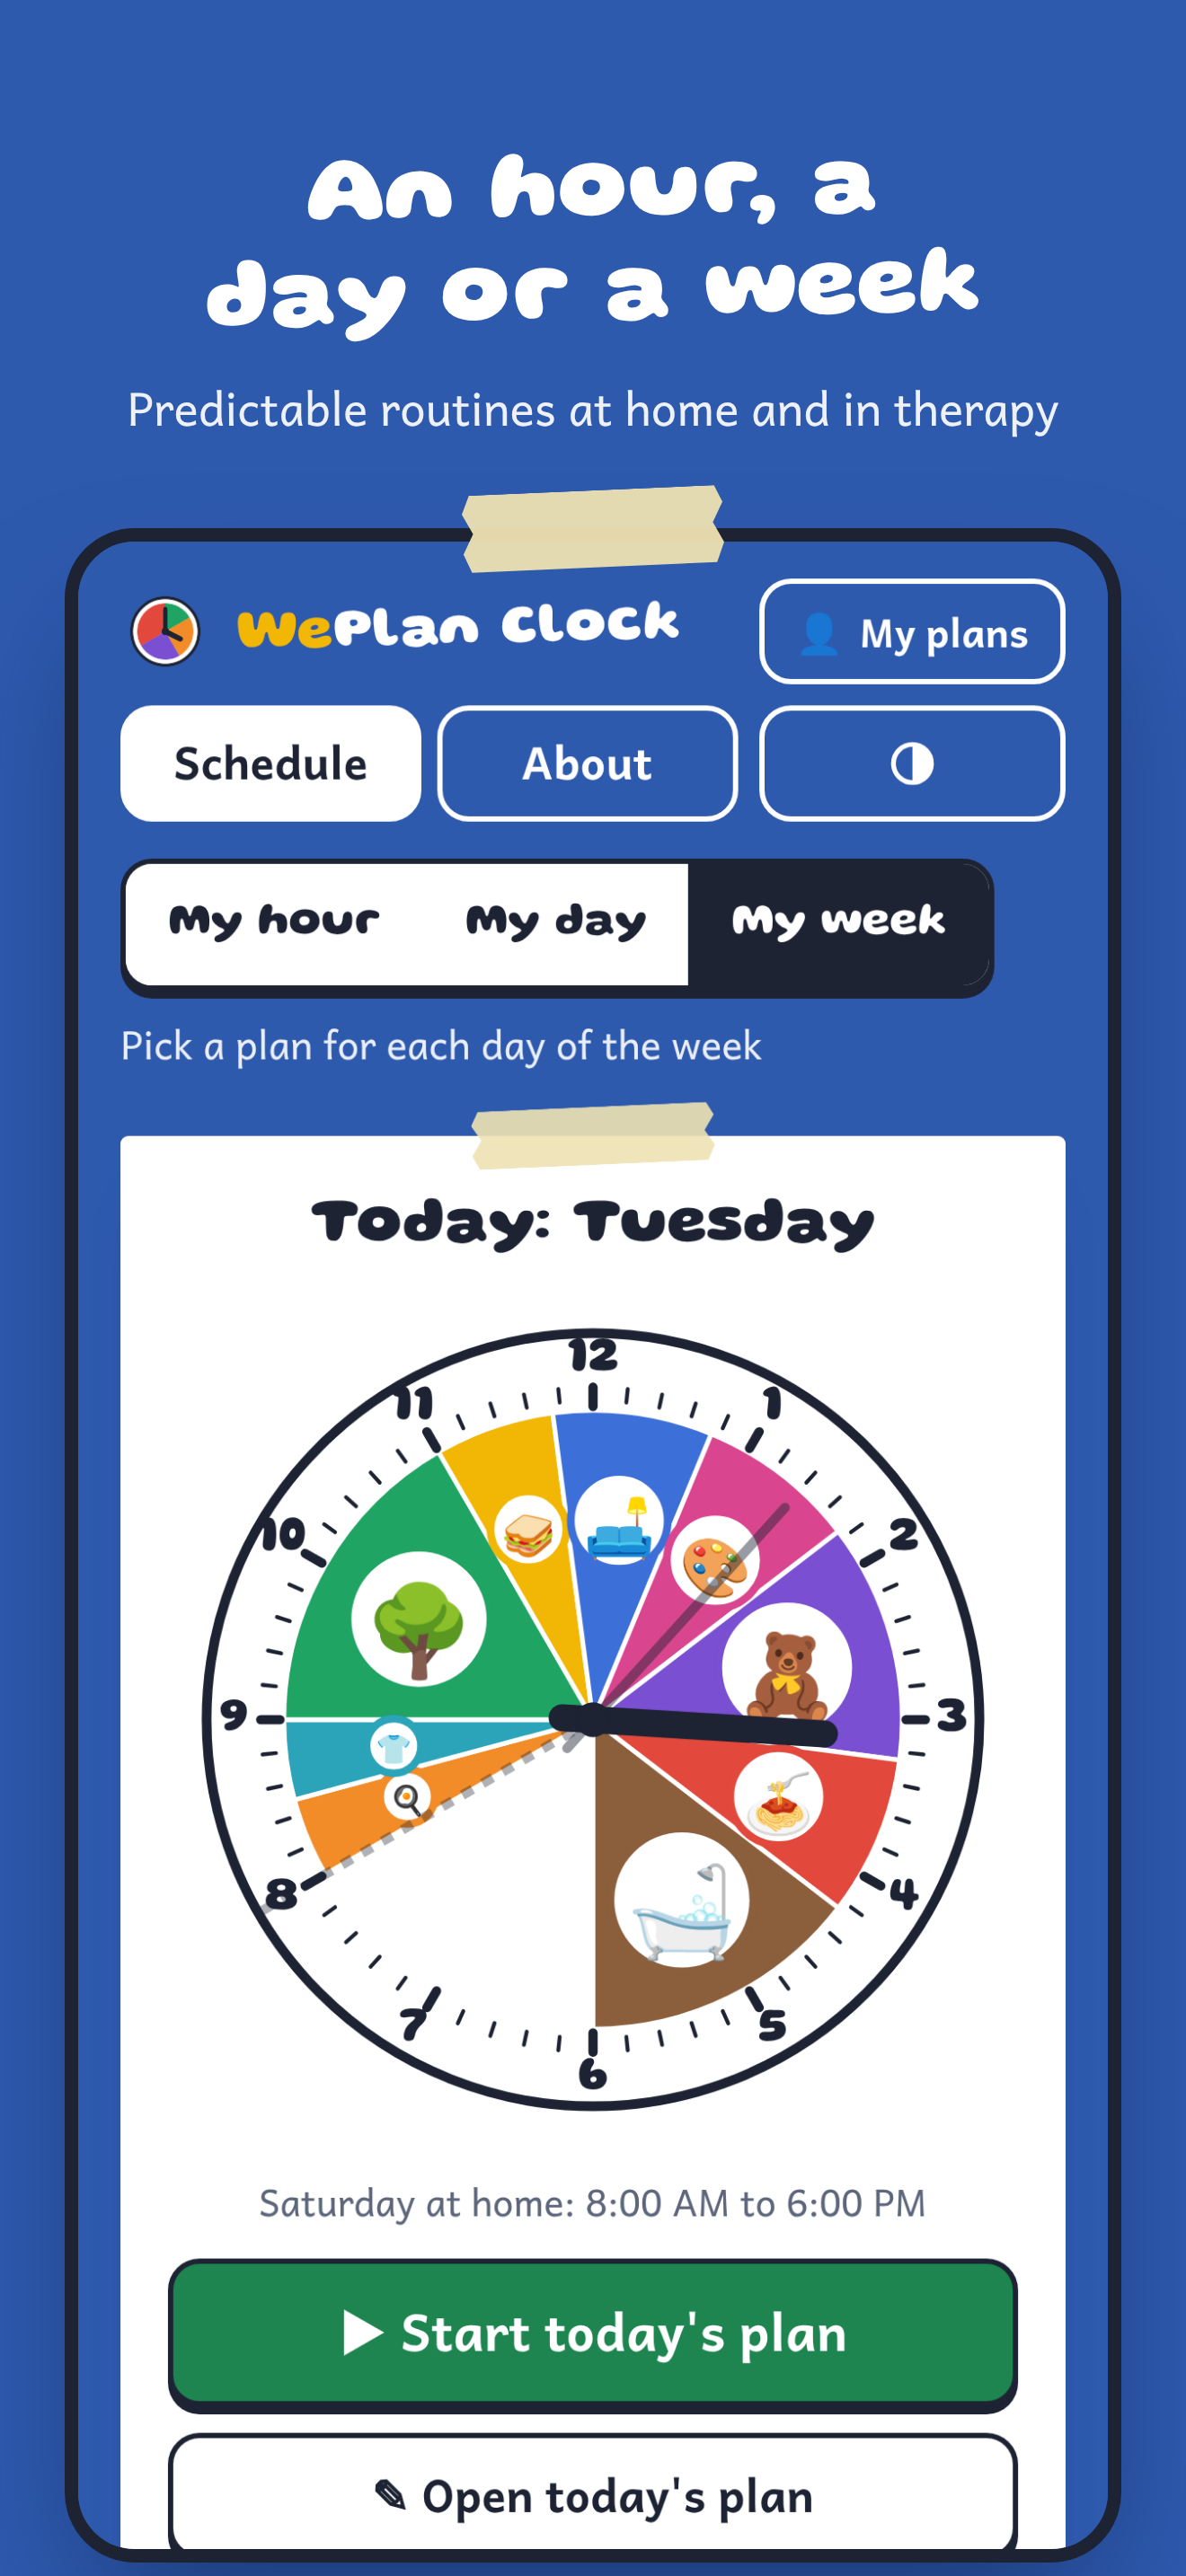 An hour, a
day or a week
Predictable routines at home and in therapy
WePlan Clock
My plans
Schedule
About
My hour
My day
My week
Pick a plan for each day of the week
Today: Tuesday
12
11
1
10
2
9
3
8
4
7
5
6
Saturday at home: 8:00 AM to 6:00 PM
▶ Start today's plan
✎ Open today's plan